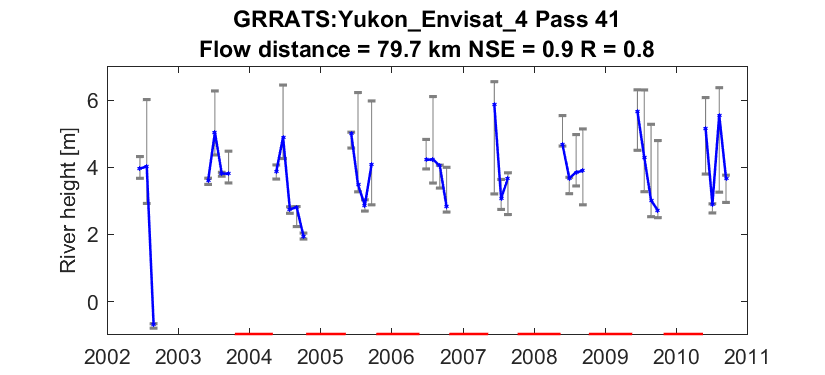 GRRATS:Yukon_Envisat_4 Pass 41
Flow distance = 79.7 km NSE = 0.9 R = 0.8
River height [m]
6
4
2
0
2002 2003 2004 2005 2006 2007 2008 2009 2010 2011